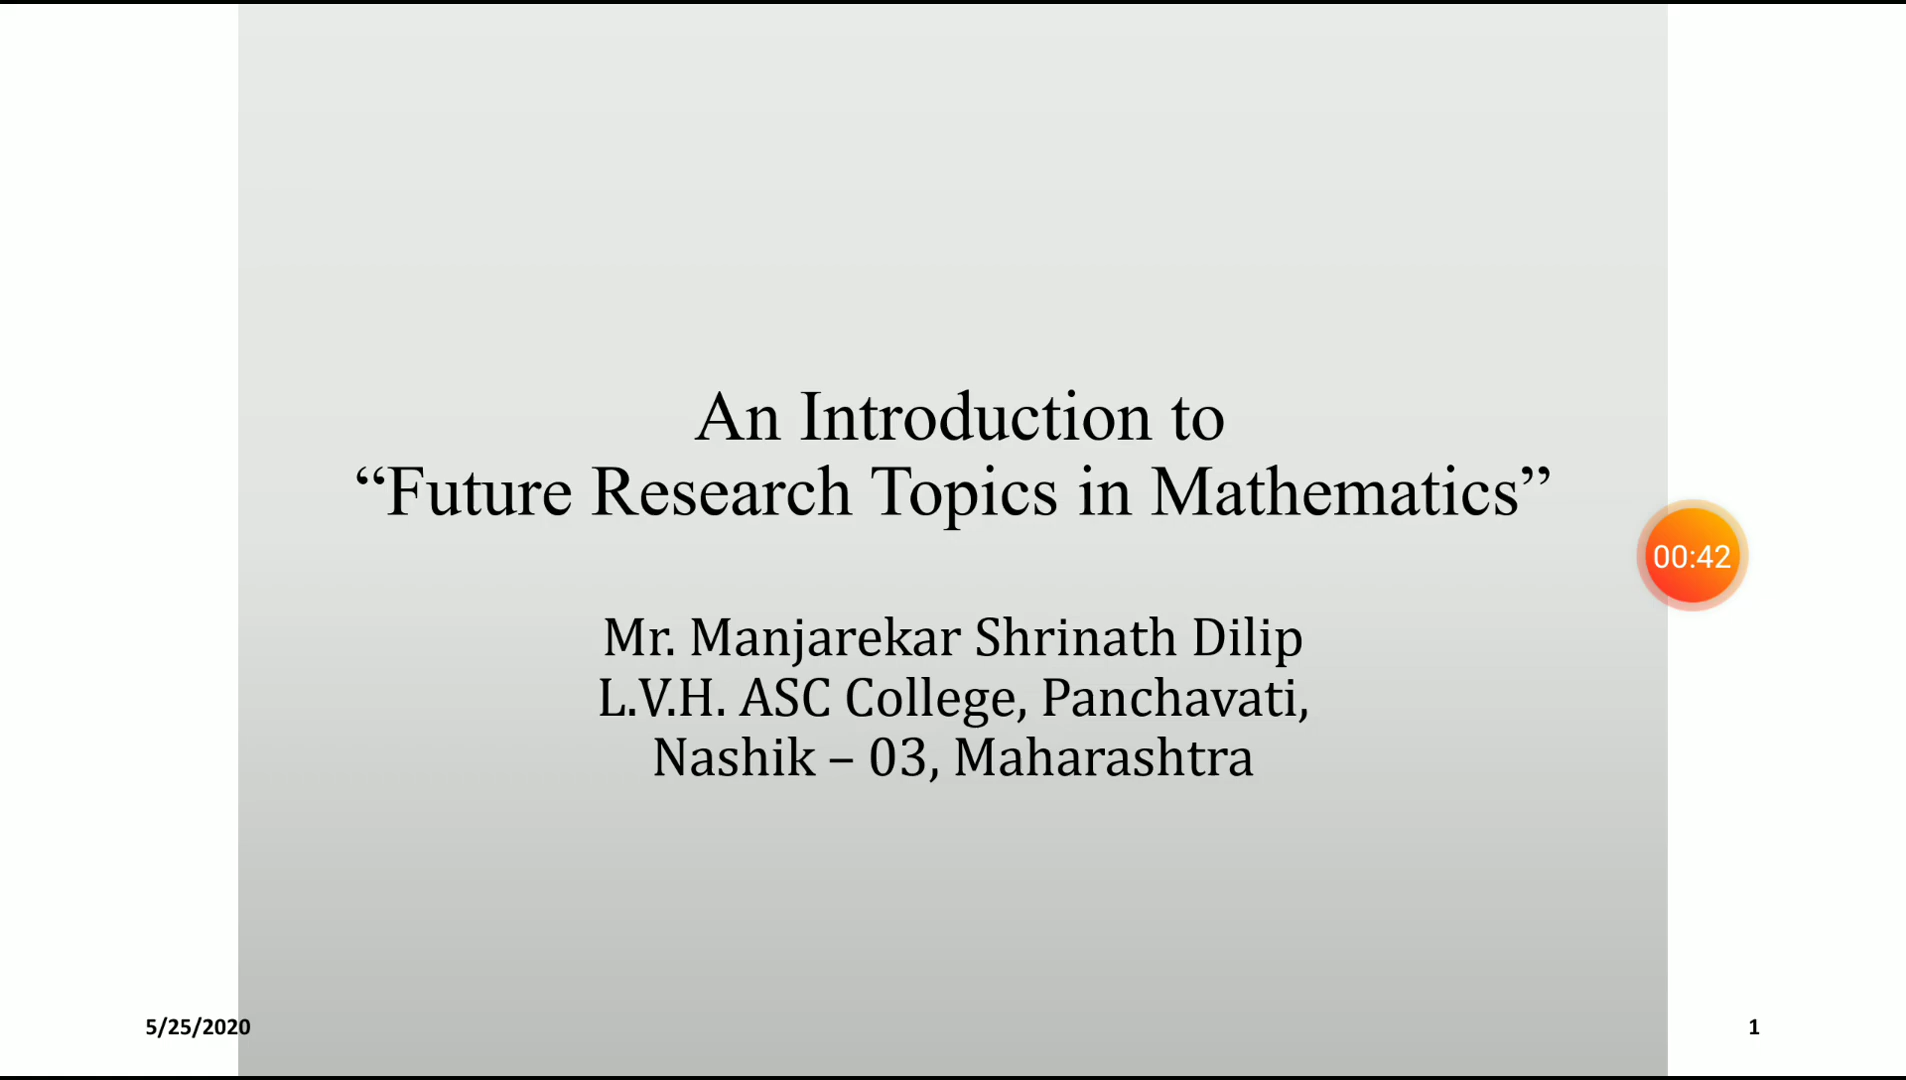 An Introduction to
“Future Research Topics in Mathematics”
00:42
Mr. Manjarekar Shrinath Dilip
L.V.H. ASC College, Panchavati,
Nashik – 03, Maharashtra
5/25/2020
1